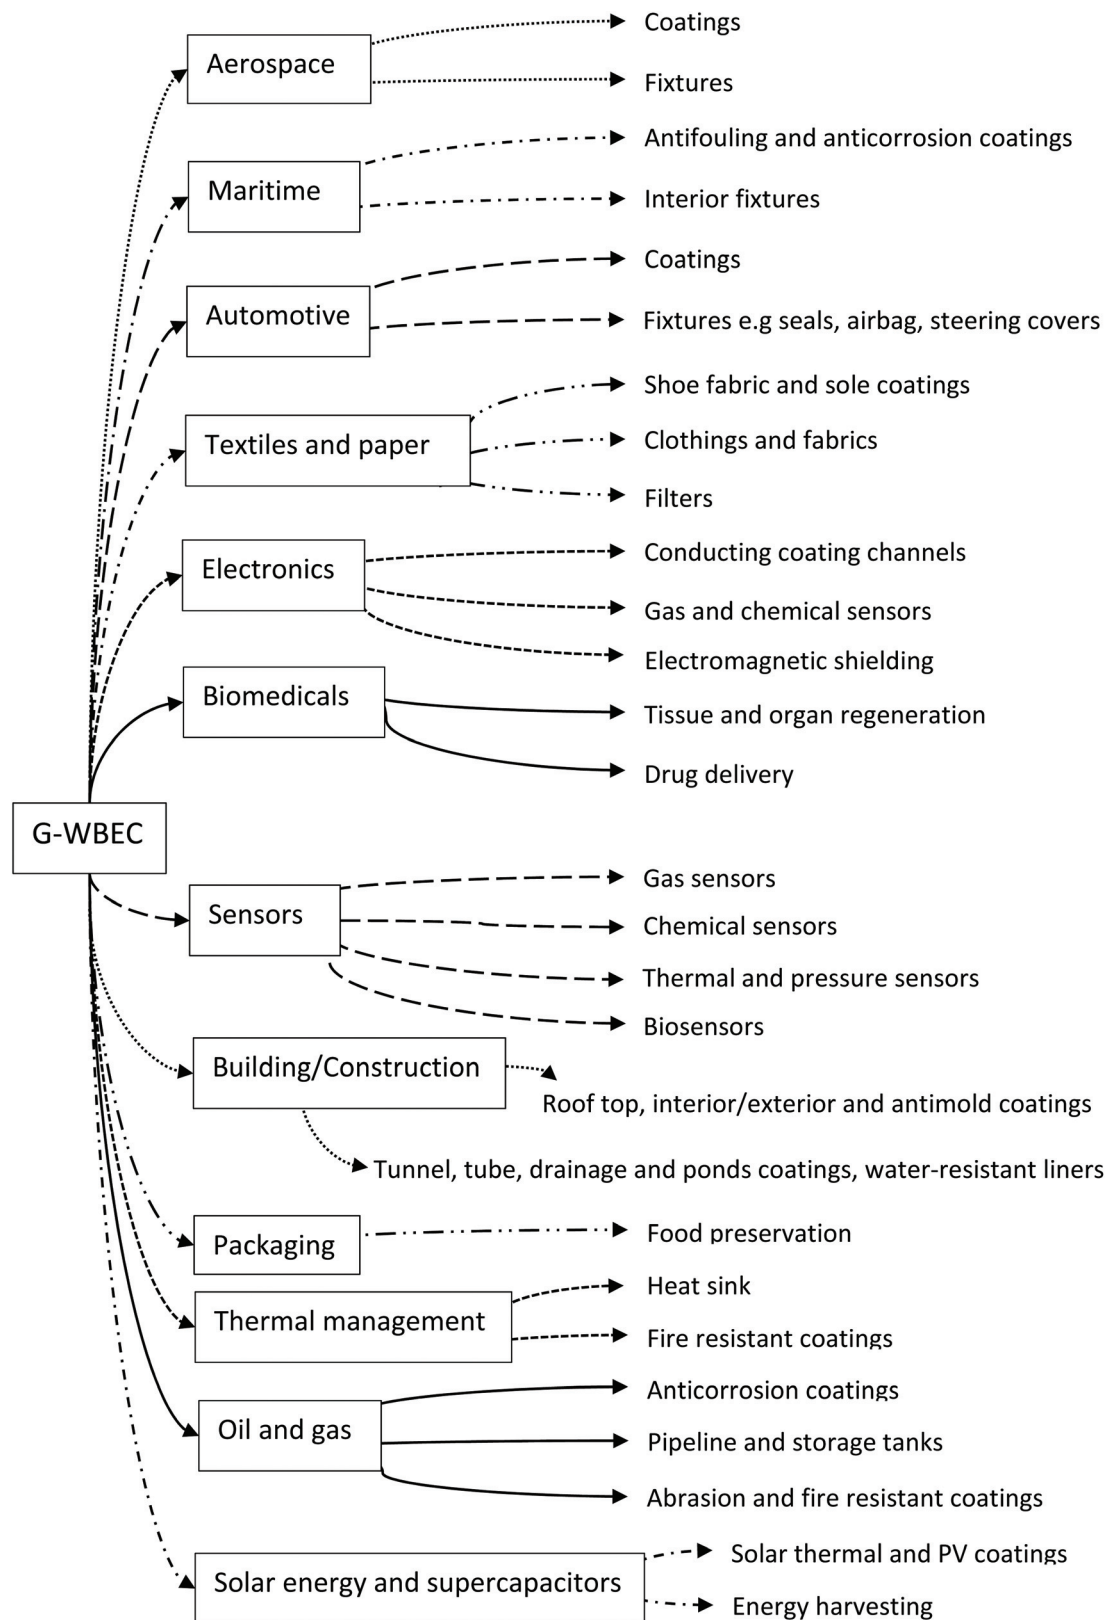 Coatings
Aerospace
Fixtures
Antifouling and anticorrosion coatings
Maritime
Interior fixtures
Coatings
Automotive
Fixtures e.g seals, airbag, steering covers
Shoe fabric and sole coatings
Textiles and paper
Clothings and fabrics
Filters
Conducting coating channels
Electronics
Gas and chemical sensors
Electromagnetic shielding
Biomedicals
Tissue and organ regeneration
Drug delivery
G-WBEC
Gas sensors
Sensors
Chemical sensors
Thermal and pressure sensors
Biosensors
Building/Construction
Roof top, interior/exterior and antimold coatings
Tunnel, tube, drainage and ponds coatings, water-resistant liners
Packaging
Food preservation
Heat sink
Thermal management
Fire resistant coatings
Anticorrosion coatings
Oil and gas
Pipeline and storage tanks
Abrasion and fire resistant coatings
Solar thermal and PV coatings
Solar energy and supercapacitors
Energy harvesting